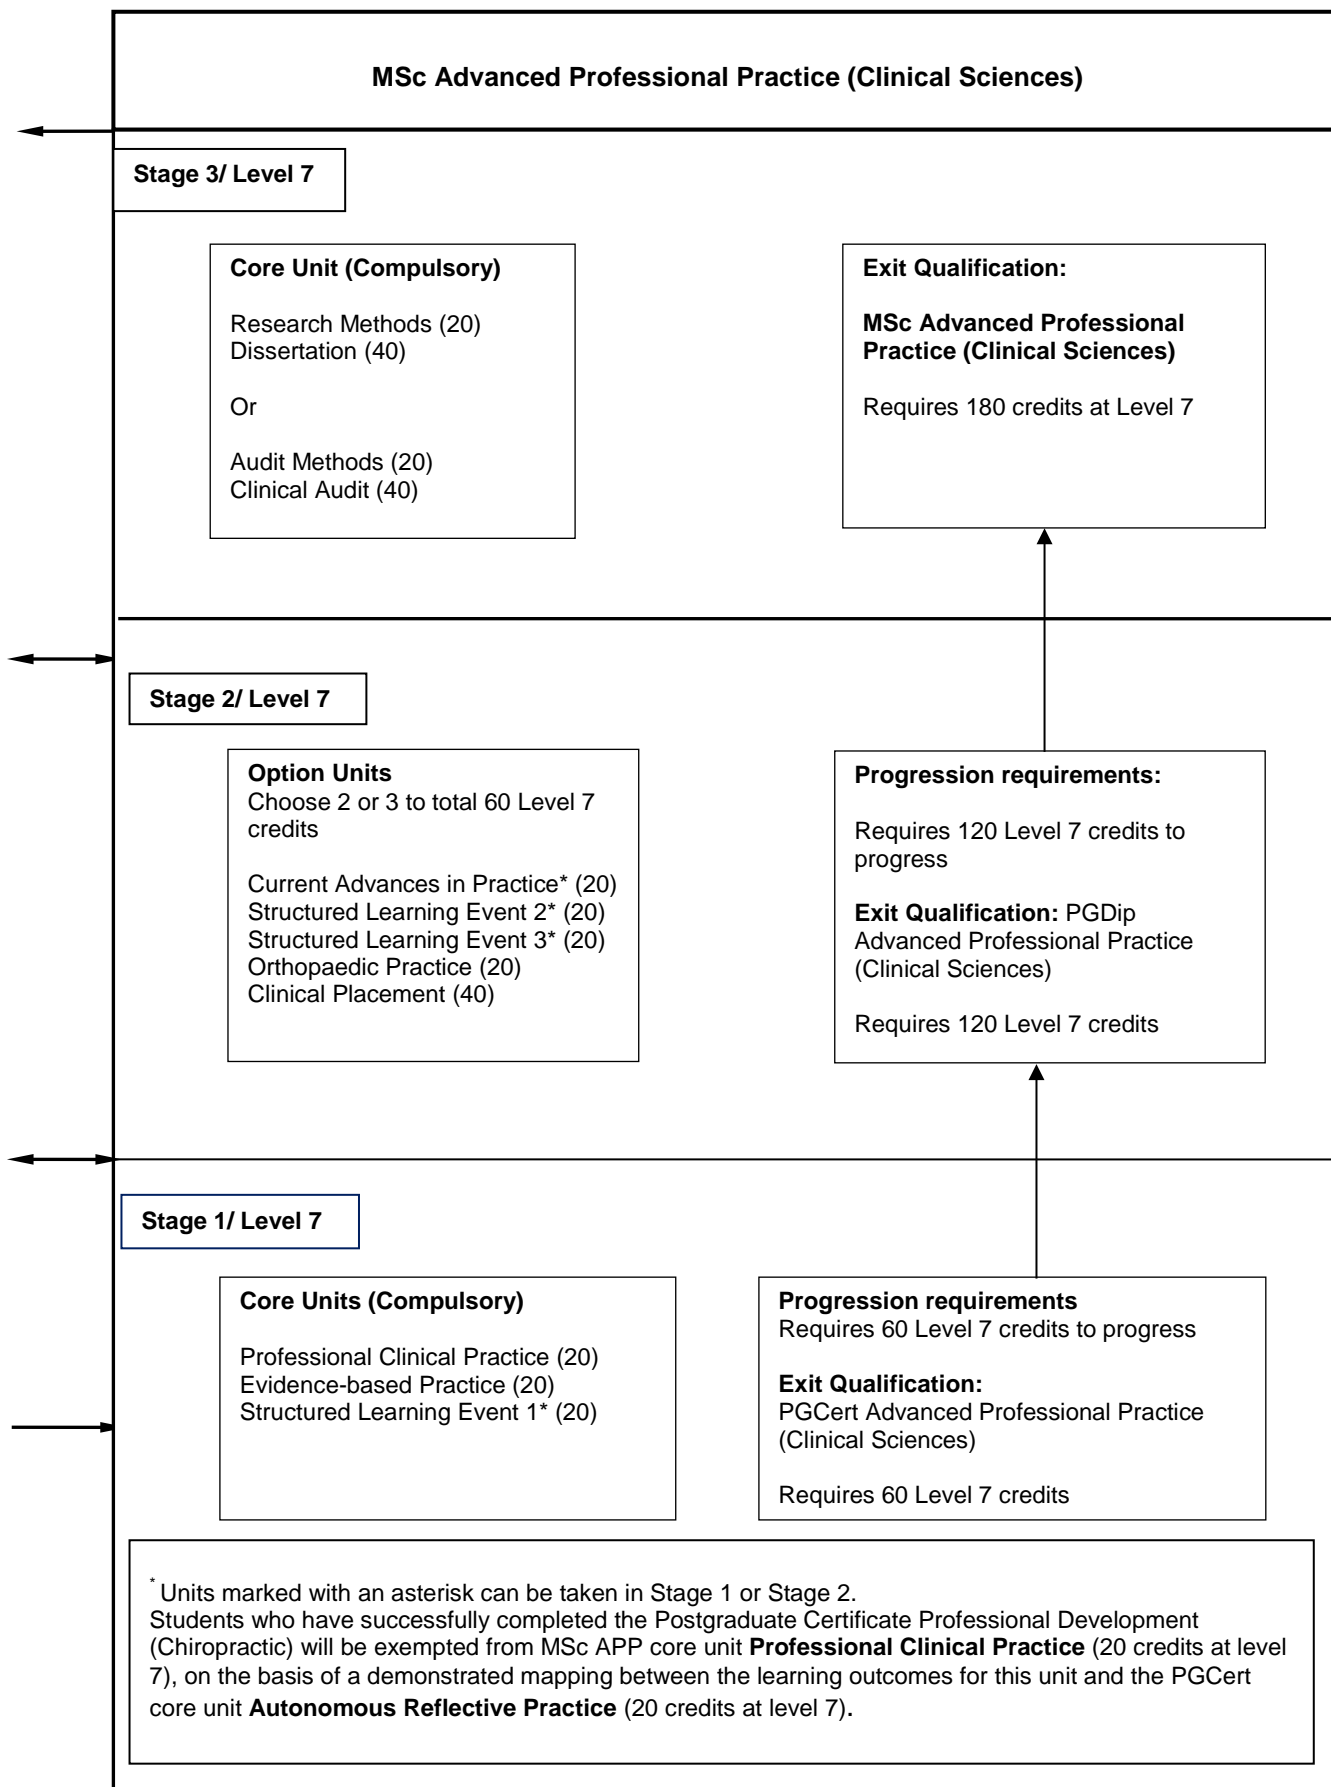 MSc Advanced Professional Practice (Clinical Sciences)
Stage 3/ Level 7
Core Unit (Compulsory)
Research Methods (20)
Dissertation (40)
Or
Audit Methods (20)
Clinical Audit (40)
Exit Qualification:
MSc Advanced Professional
Practice (Clinical Sciences)
Requires 180 credits at Level 7
Stage 2/ Level 7
Option Units
Choose 2 or 3 to total 60 Level 7
credits
Current Advances in Practice* (20)
Structured Learning Event 2* (20)
Structured Learning Event 3* (20)
Orthopaedic Practice (20)
Clinical Placement (40)
Progression requirements:
Requires 120 Level 7 credits to
progress
Exit Qualification: PGDip
Advanced Professional Practice
(Clinical Sciences)
Requires 120 Level 7 credits
Stage 1/ Level 7
Core Units (Compulsory)
Professional Clinical Practice (20)
Evidence-based Practice (20)
Structured Learning Event 1* (20)
Progression requirements
Requires 60 Level 7 credits to progress
Exit Qualification:
PGCert Advanced Professional Practice
(Clinical Sciences)
Requires 60 Level 7 credits
* Units marked with an asterisk can be taken in Stage 1 or Stage 2.
Students who have successfully completed the Postgraduate Certificate Professional Development
(Chiropractic) will be exempted from MSc APP core unit Professional Clinical Practice (20 credits at level
7), on the basis of a demonstrated mapping between the learning outcomes for this unit and the PGCert
core unit Autonomous Reflective Practice (20 credits at level 7).